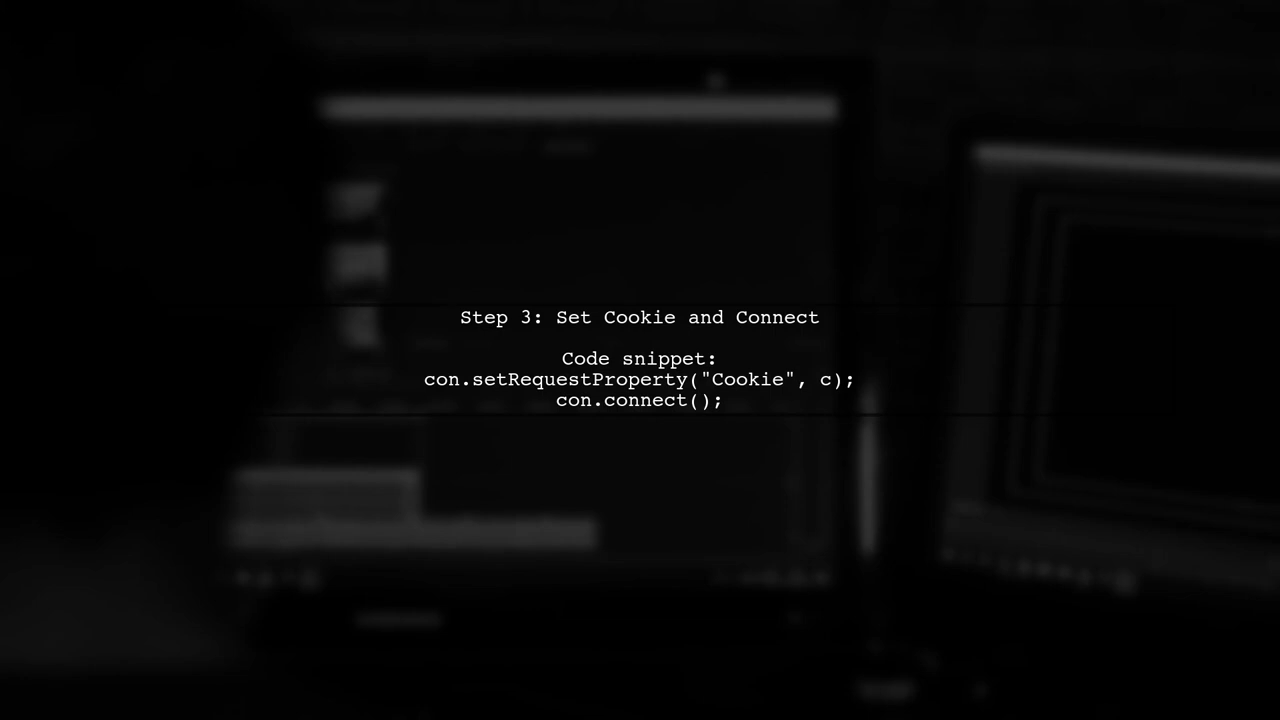 Step 3: Set Cookie and Connect
Code snippet:
con.setRequestProperty("Cookie", c);
con.connect();